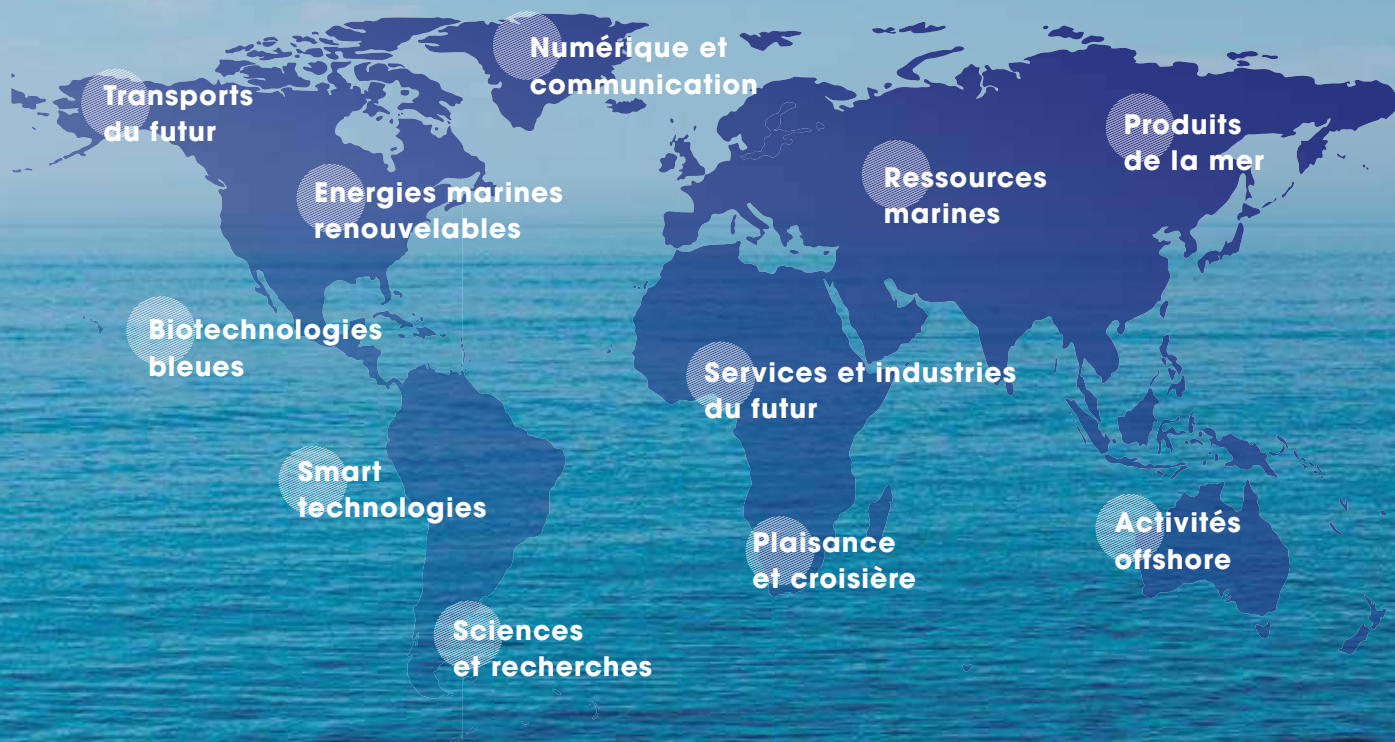 Numérique et
communication
Transports
du futur
Produits
de la mer
Energies marines
renouvelables
Ressources
marines
Biotechnologies
bleues
Services et industries
du futur
Smart
technologies
Activités
offshore
Plaisance
et croisière
Sciences
et recherches